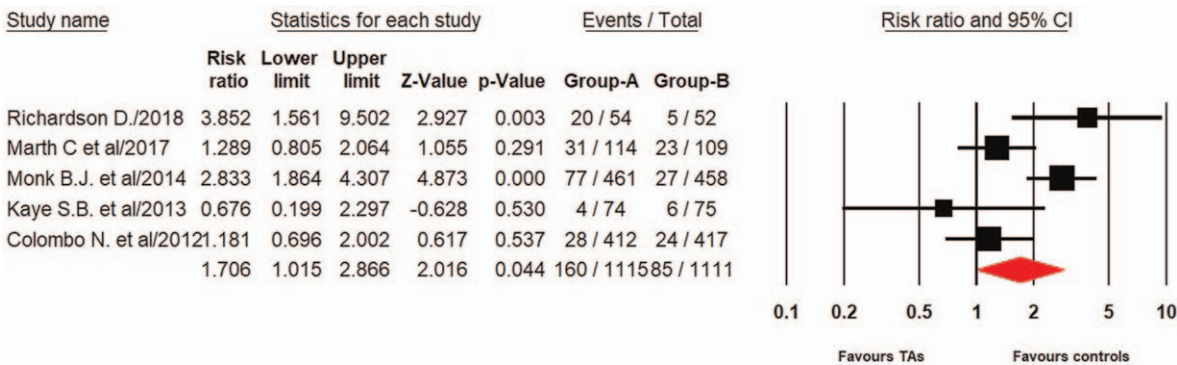 Study name Statistics for each study Events / Total Risk ratio and 95% CI
Risk ratio Lower limit Upper limit Z-Value p-Value Group-A Group-B
Richardson D./2018 3.852 1.561 9.502 2.927 0.003 20 / 54 5 / 52
Marth C et al/2017 1.289 0.805 2.064 1.055 0.291 31 / 114 23 / 109
Monk B.J. et al/2014 2.833 1.864 4.307 4.873 0.000 77 / 461 27 / 458
Kaye S.B. et al/2013 0.676 0.199 2.297 -0.628 0.530 4 / 74 6 / 75
Colombo N. et al/2012 1.181 0.696 2.002 0.617 0.537 28 / 412 24 / 417
1.706 1.015 2.866 2.016 0.044 160 / 1115 85 / 1111
0.1 0.2 0.5 1 2 5 10
Favours TAs Favours controls